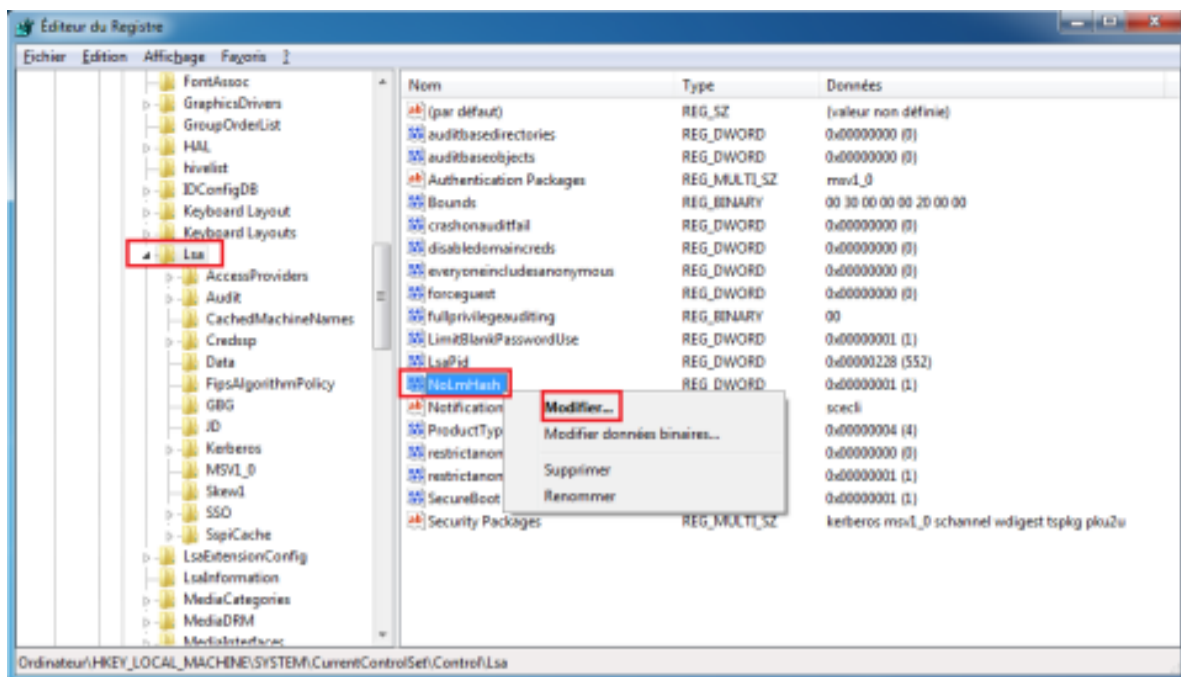 Éditeur du Registre
Fichier Edition Affichage Favoris ?
FontAssoc
GraphicsDrivers
GroupOrderList
HAL
hivelist
IDConfigDB
Keyboard Layout
Keyboard Layouts
Lsa
AccessProviders
Audit
CachedMachineNames
Credssp
Data
FipsAlgorithmPolicy
GBG
JD
Kerberos
MSV1_0
Skew1
SSO
SspiCache
LsaExtensionConfig
LsaInformation
MediaCategories
MediaDRM
MediaInterfaces
Nom Type Données
(par défaut) REG_SZ (valeur non définie)
auditbasedirectories REG_DWORD 0x00000000 (0)
auditbaseobjects REG_DWORD 0x00000000 (0)
Authentication Packages REG_MULTI_SZ msv1_0
Bounds REG_BINARY 00 30 00 00 00 20 00 00
crashonauditfail REG_DWORD 0x00000000 (0)
disabledomaincreds REG_DWORD 0x00000000 (0)
everyoneincludesanonymous REG_DWORD 0x00000000 (0)
forceguest REG_DWORD 0x00000000 (0)
fullprivilegeauditing REG_BINARY 00
LimitBlankPasswordUse REG_DWORD 0x00000001 (1)
LsaPid REG_DWORD 0x00000228 (552)
NoLmHash REG_DWORD 0x00000001 (1)
Notification scecli
ProductTyp 0x00000004 (4)
restrictanon 0x00000000 (0)
restrictanon 0x00000001 (1)
SecureBoot 0x00000001 (1)
Security Packages REG_MULTI_SZ kerberos msv1_0 schannel wdigest tspkg pku2u
Modifier...
Modifier données binaires...
Supprimer
Renommer
Ordinateur\HKEY_LOCAL_MACHINE\SYSTEM\CurrentControlSet\Control\Lsa